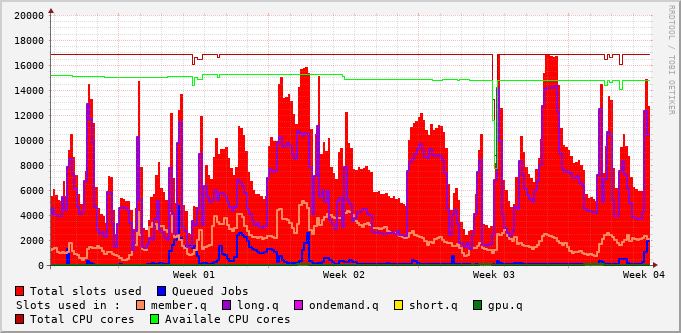 20000
18000
16000
14000
12000
10000
8000
6000
4000
2000
0
RRDTOOL / TOBI OETIKER
Week 01 Week 02 Week 03 Week 04
Total slots used Queued Jobs
Slots used in : member.q long.q ondemand.q short.q gpu.q
Total CPU cores Availale CPU cores